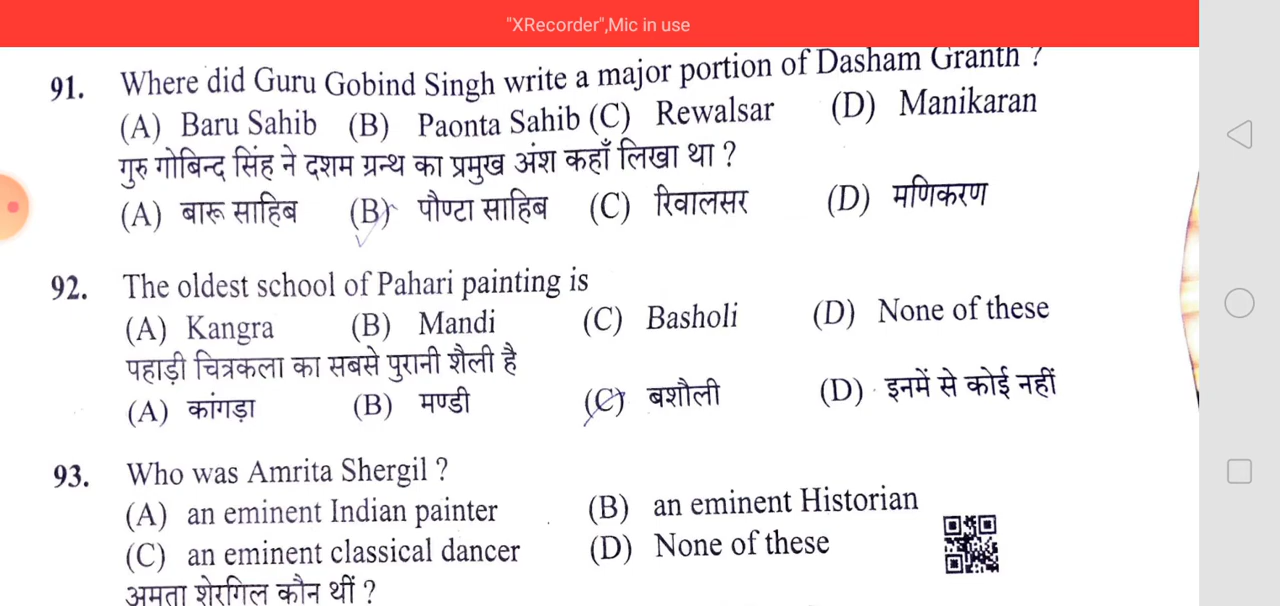 "XRecorder",Mic in use
91. Where did Guru Gobind Singh write a major portion of Dasham Granth ?
(A) Baru Sahib (B) Paonta Sahib (C) Rewalsar (D) Manikaran
गुरु गोबिन्द सिंह ने दशम ग्रन्थ का प्रमुख अंश कहाँ लिखा था ?
(A) बारू साहिब (B) पौण्टा साहिब (C) रिवालसर (D) मणिकरण
92. The oldest school of Pahari painting is
(A) Kangra (B) Mandi (C) Basholi (D) None of these
पहाड़ी चित्रकला का सबसे पुरानी शैली है
(A) कांगड़ा (B) मण्डी (C) बशौली (D) इनमें से कोई नहीं
93. Who was Amrita Shergil ?
(A) an eminent Indian painter (B) an eminent Historian
(C) an eminent classical dancer (D) None of these
अमृता शेरगिल कौन थीं ?